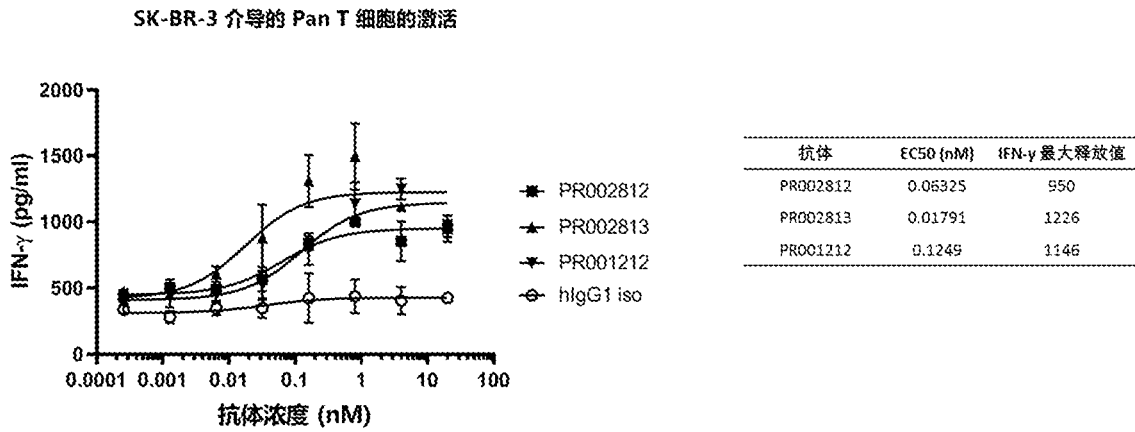 SK-BR-3 介导的 Pan T 细胞的激活
2000
1500
1000
500
0
IFN-γ (pg/ml)
0.0001 0.001 0.01 0.1 1 10 100
抗体浓度 (nM)
PR002812
PR002813
PR001212
hIgG1 iso
抗体 EC50 (nM) IFN-γ 最大释放值
PR002812 0.06325 950
PR002813 0.01791 1226
PR001212 0.1249 1146